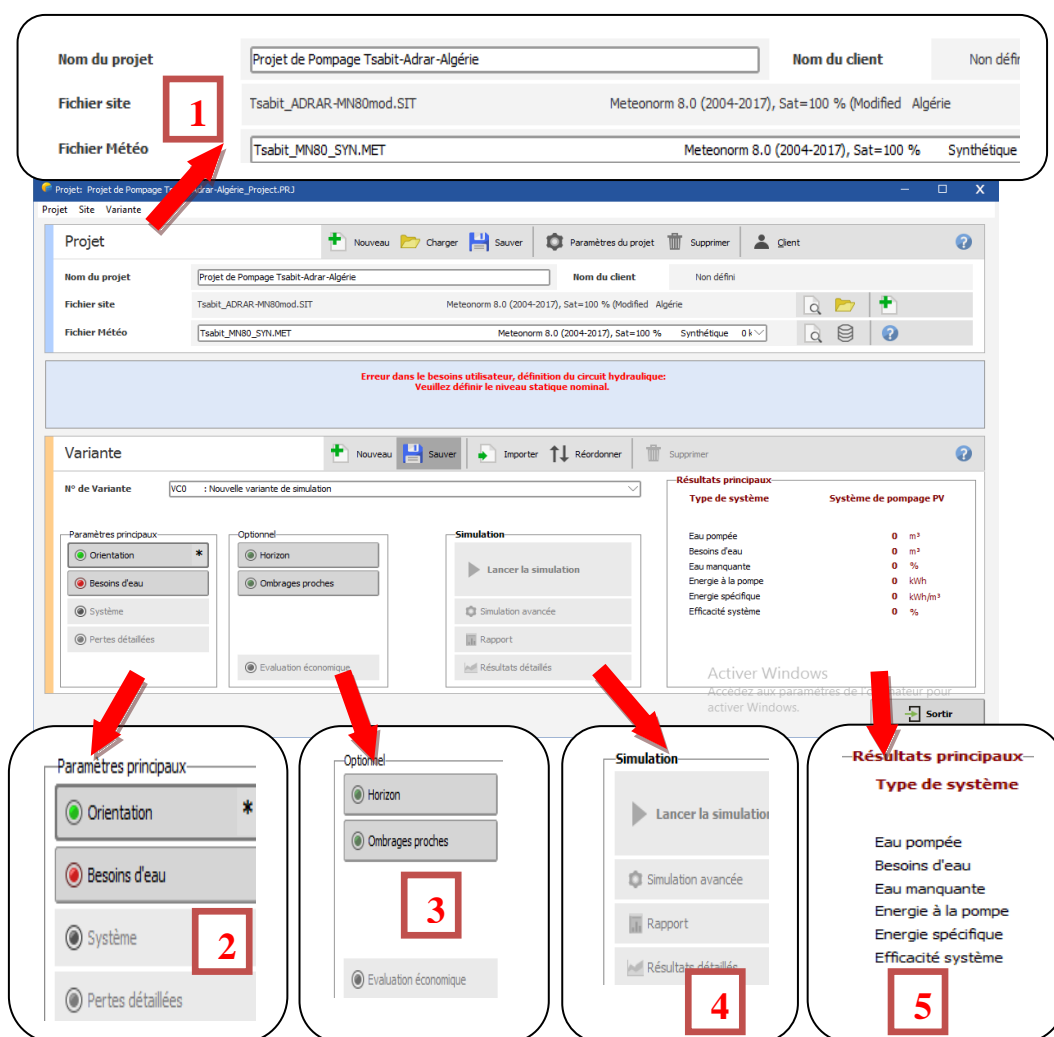 Nom du projet Projet de Pompage Tsabit-Adrar-Algérie Nom du client Non défin
Fichier site Tsabit_ADRAR-MN80mod.SIT Meteonorm 8.0 (2004-2017), Sat=100 % (Modified Algérie
1
Fichier Météo Tsabit_MN80_SYN.MET Meteonorm 8.0 (2004-2017), Sat=100 % Synthétique
Projet: Projet de Pompage Adrar-Algérie_Project.PRJ
Projet Site Variante
Projet Nouveau Charger Sauver Paramètres du projet Supprimer Client
Nom du projet Projet de Pompage Tsabit-Adrar-Algérie Nom du client Non défini
Fichier site Tsabit_ADRAR-MN80mod.SIT Meteonorm 8.0 (2004-2017), Sat=100 % (Modified Algérie
Fichier Météo Tsabit_MN80_SYN.MET Meteonorm 8.0 (2004-2017), Sat=100 % Synthétique 0 k
Erreur dans le besoins utilisateur, définition du circuit hydraulique:
Veuillez définir le niveau statique nominal.
Variante Nouveau Sauver Importer Réordonner Supprimer
N° de Variante VC0 : Nouvelle variante de simulation
Résultats principaux
Type de système Système de pompage PV
Paramètres principaux
Orientation *
Besoins d'eau
Système
Pertes détaillées
Optionnel
Horizon
Ombrages proches
Evaluation économique
Simulation
Lancer la simulation
Simulation avancée
Rapport
Résultats détaillés
Eau pompée 0 m³
Besoins d'eau 0 m³
Eau manquante 0 %
Energie à la pompe 0 kWh
Energie spécifique 0 kWh/m³
Efficacité système 0 %
Activer Windows
Accédez aux paramètres de l'ordinateur pour
activer Windows.
Sortir
Paramètres principaux
Orientation *
Besoins d'eau
Système
2
Pertes détaillées
Optionnel
Horizon
Ombrages proches
3
Evaluation économique
Simulation
Lancer la simulation
Simulation avancée
Rapport
Résultats détaillés
4
Résultats principaux
Type de système
Eau pompée
Besoins d'eau
Eau manquante
Energie à la pompe
Energie spécifique
Efficacité système
5